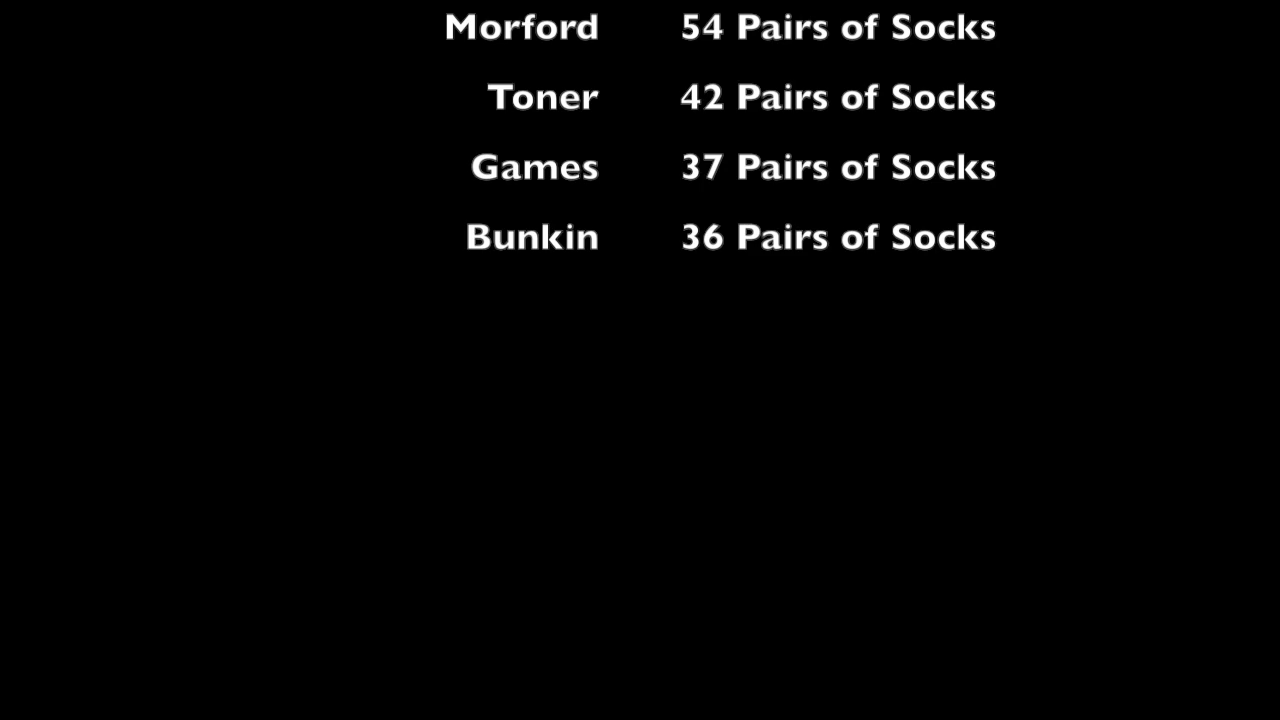 Morford 54 Pairs of Socks
Toner 42 Pairs of Socks
Games 37 Pairs of Socks
Bunkin 36 Pairs of Socks